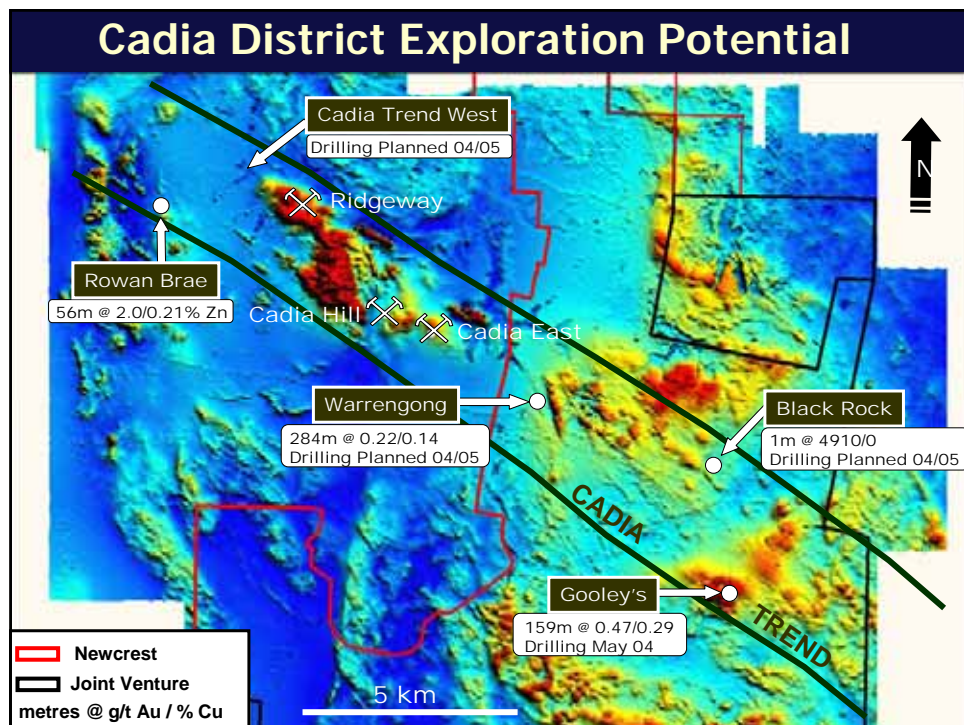 Cadia District Exploration Potential
Cadia Trend West
Drilling Planned 04/05
N
Ridgeway
Rowan Brae
56m @ 2.0/0.21% Zn
Cadia Hill
Cadia East
Warrengong
284m @ 0.22/0.14
Drilling Planned 04/05
Black Rock
1m @ 4910/0
Drilling Planned 04/05
CADIA
TREND
Gooley's
159m @ 0.47/0.29
Drilling May 04
Newcrest
Joint Venture
metres @ g/t Au / % Cu
5 km